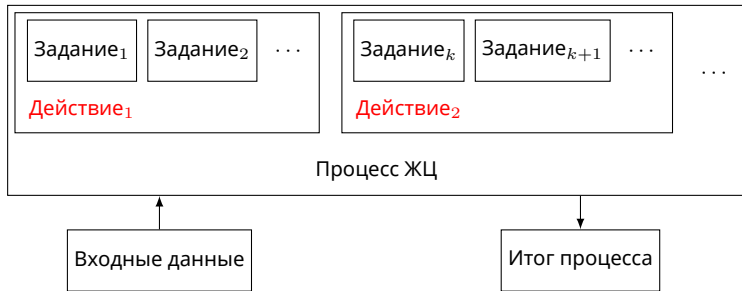 Задание₁ Задание₂ ... Заданиеₖ Заданиеₖ₊₁ ...
...
Действие₁ Действие₂
Процесс ЖЦ
Входные данные Итог процесса